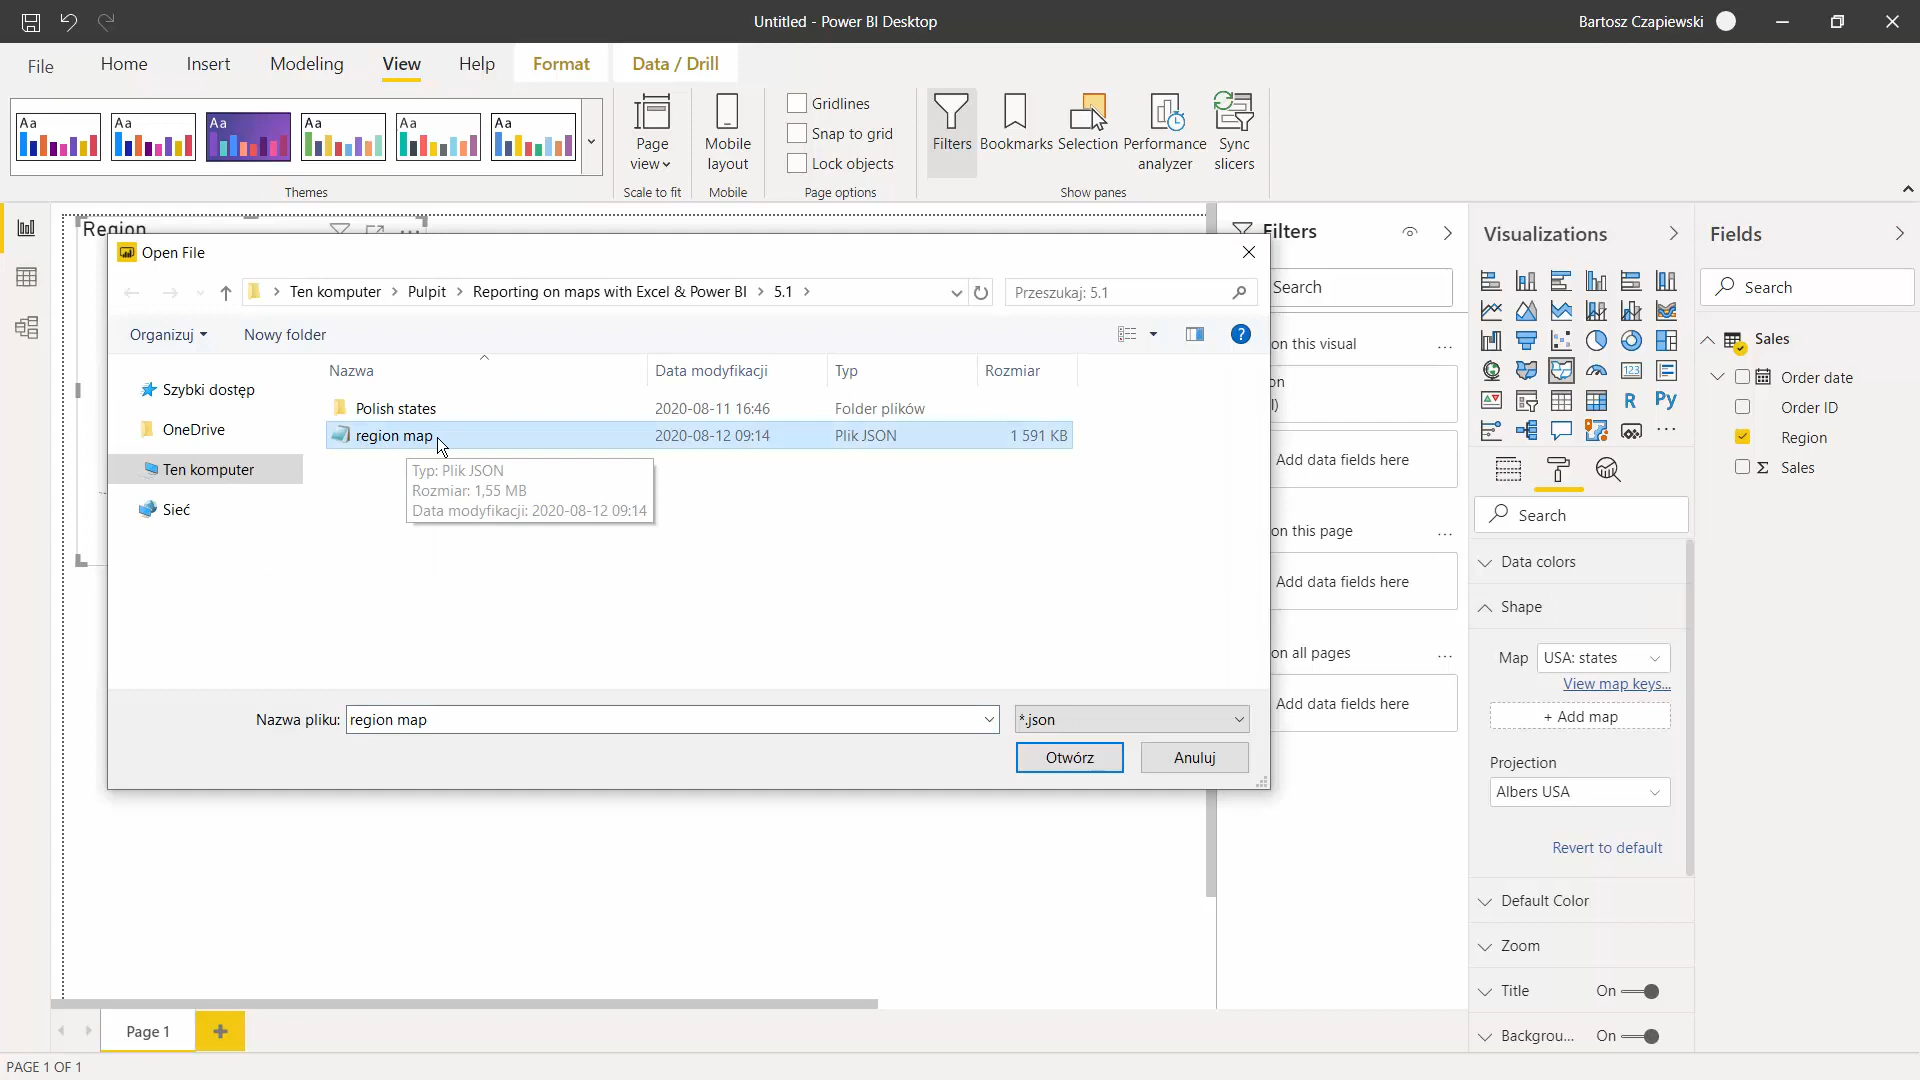 Untitled - Power BI Desktop
Bartosz Czapiewski
File
Home
Insert
Modeling
View
Help
Format
Data / Drill
Aa
Aa
Aa
Aa
Aa
Aa
Themes
Page
view
Scale to fit
Mobile
layout
Mobile
Gridlines
Snap to grid
Lock objects
Page options
Filters
Bookmarks
Selection
Performance
analyzer
Sync
slicers
Show panes
Region
Open File
Ten komputer
Pulpit
Reporting on maps with Excel & Power BI
5.1
Przeszukaj: 5.1
Organizuj
Nowy folder
?
Szybki dostęp
OneDrive
Ten komputer
Sieć
Nazwa
Data modyfikacji
Typ
Rozmiar
Polish states
2020-08-11 16:46
Folder plików
region map
2020-08-12 09:14
Plik JSON
1 591 KB
Typ: Plik JSON
Rozmiar: 1,55 MB
Data modyfikacji: 2020-08-12 09:14
Nazwa pliku:
region map
*.json
Otwórz
Anuluj
Filters
Search
on this visual
...
on
l)
Add data fields here
on this page
...
Add data fields here
on all pages
...
Add data fields here
Visualizations
123
R
Py
...
Search
Data colors
Shape
Map
USA: states
View map keys...
+ Add map
Projection
Albers USA
Revert to default
Default Color
Zoom
Title
On
Backgrou...
On
Fields
Search
Sales
Order date
Order ID
Region
Σ Sales
Page 1
+
PAGE 1 OF 1